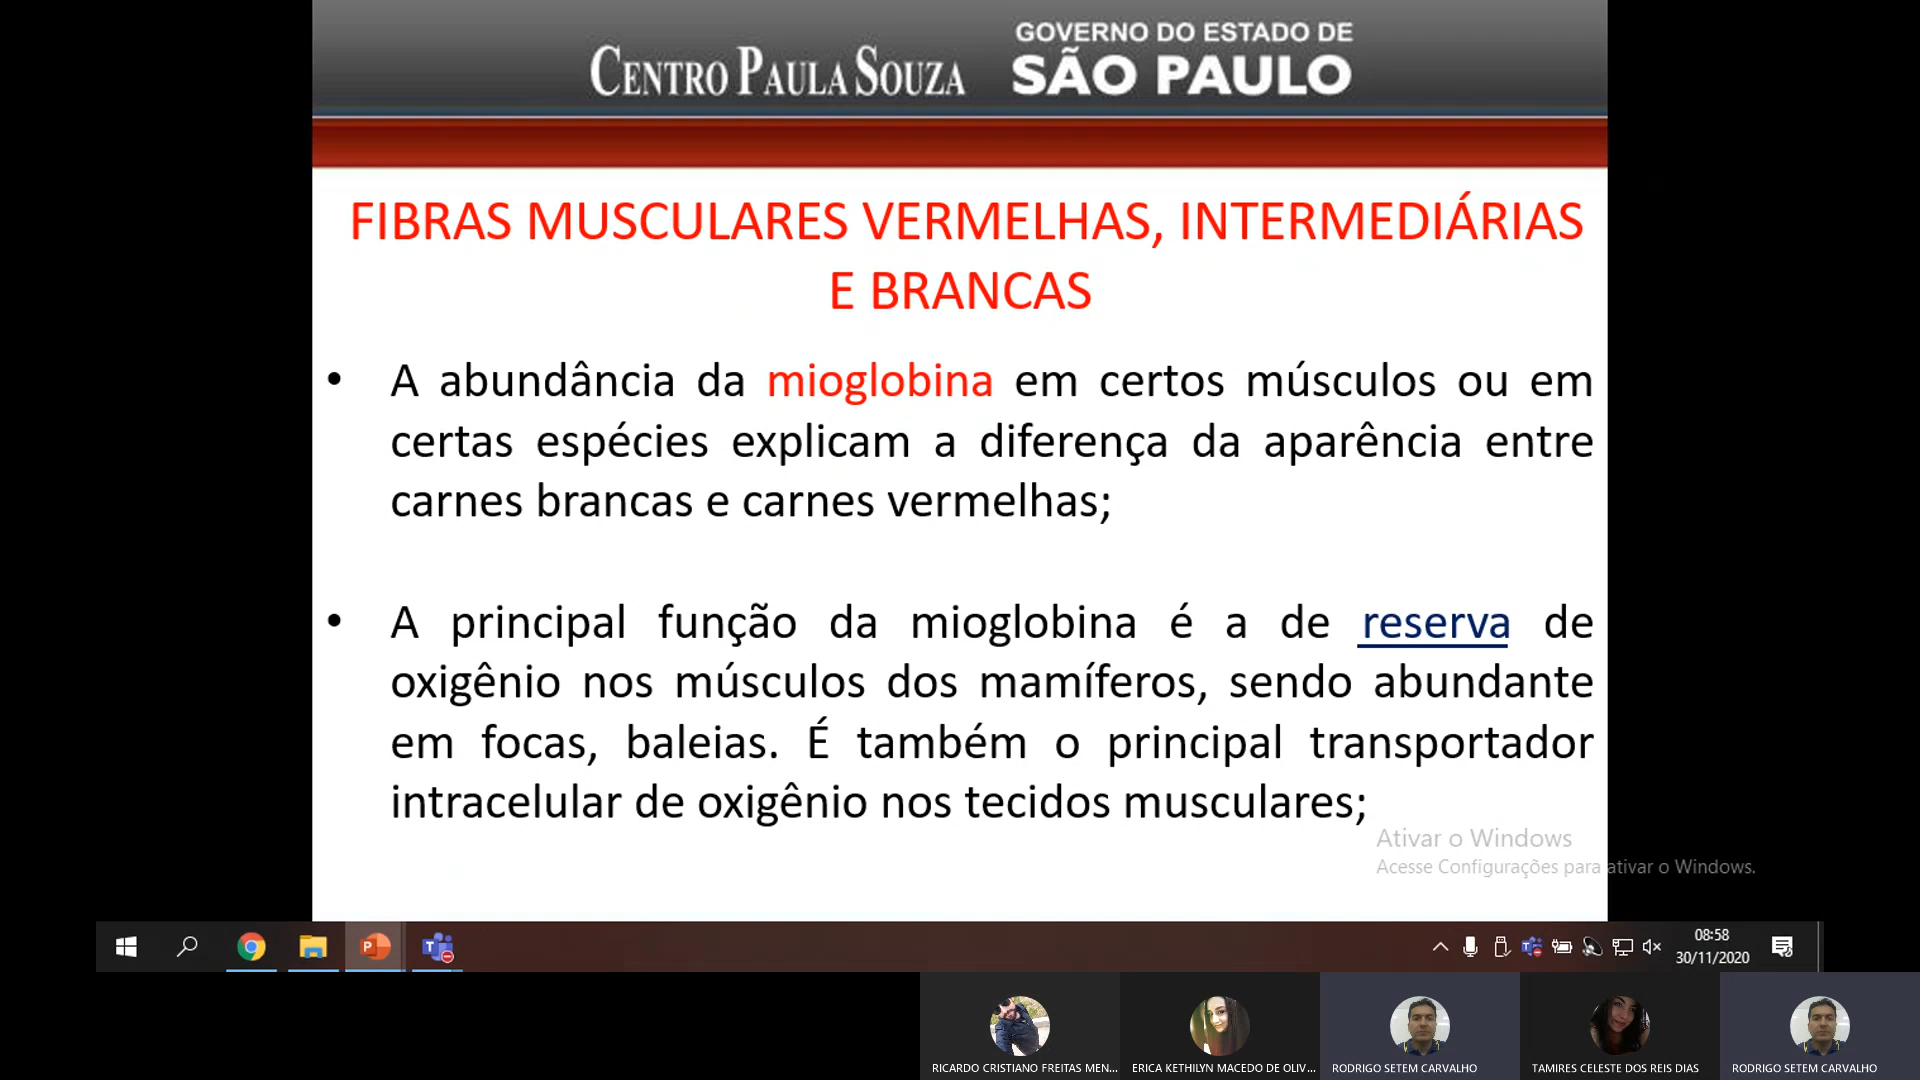 CENTRO PAULA SOUZA
GOVERNO DO ESTADO DE
SÃO PAULO
FIBRAS MUSCULARES VERMELHAS, INTERMEDIÁRIAS
E BRANCAS
• A abundância da mioglobina em certos músculos ou em
certas espécies explicam a diferença da aparência entre
carnes brancas e carnes vermelhas;
• A principal função da mioglobina é a de reserva de
oxigênio nos músculos dos mamíferos, sendo abundante
em focas, baleias. É também o principal transportador
intracelular de oxigênio nos tecidos musculares;
Ativar o Windows
Acesse Configurações para ativar o Windows.
08:58
30/11/2020
RICARDO CRISTIANO FREITAS MEN...
ERICA KETHILYN MACEDO DE OLIV...
RODRIGO SETEM CARVALHO
TAMIRES CELESTE DOS REIS DIAS
RODRIGO SETEM CARVALHO